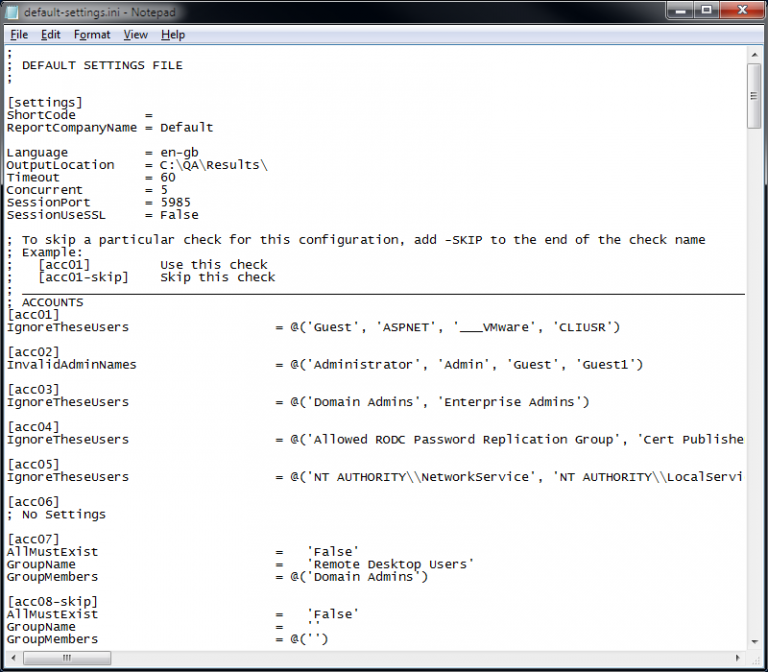 default-settings.ini - Notepad
File Edit Format View Help
;
; DEFAULT SETTINGS FILE
;
[settings]
ShortCode =
ReportCompanyName = Default
Language = en-gb
OutputLocation = C:\QA\Results\
Timeout = 60
Concurrent = 5
SessionPort = 5985
SessionUseSSL = False
; To skip a particular check for this configuration, add -SKIP to the end of the check name
; Example:
; [acc01] Use this check
; [acc01-skip] Skip this check
;
; ACCOUNTS
[acc01]
IgnoreTheseUsers = @('Guest', 'ASPNET', '___VMware', 'CLIUSR')
[acc02]
InvalidAdminNames = @('Administrator', 'Admin', 'Guest', 'Guest1')
[acc03]
IgnoreTheseUsers = @('Domain Admins', 'Enterprise Admins')
[acc04]
IgnoreTheseUsers = @('Allowed RODC Password Replication Group', 'Cert Publishe
[acc05]
IgnoreTheseUsers = @('NT AUTHORITY\\NetworkService', 'NT AUTHORITY\\LocalServi
[acc06]
; No Settings
[acc07]
AllMustExist = 'False'
GroupName = 'Remote Desktop Users'
GroupMembers = @('Domain Admins')
[acc08-skip]
AllMustExist = 'False'
GroupName = ''
GroupMembers = @('')